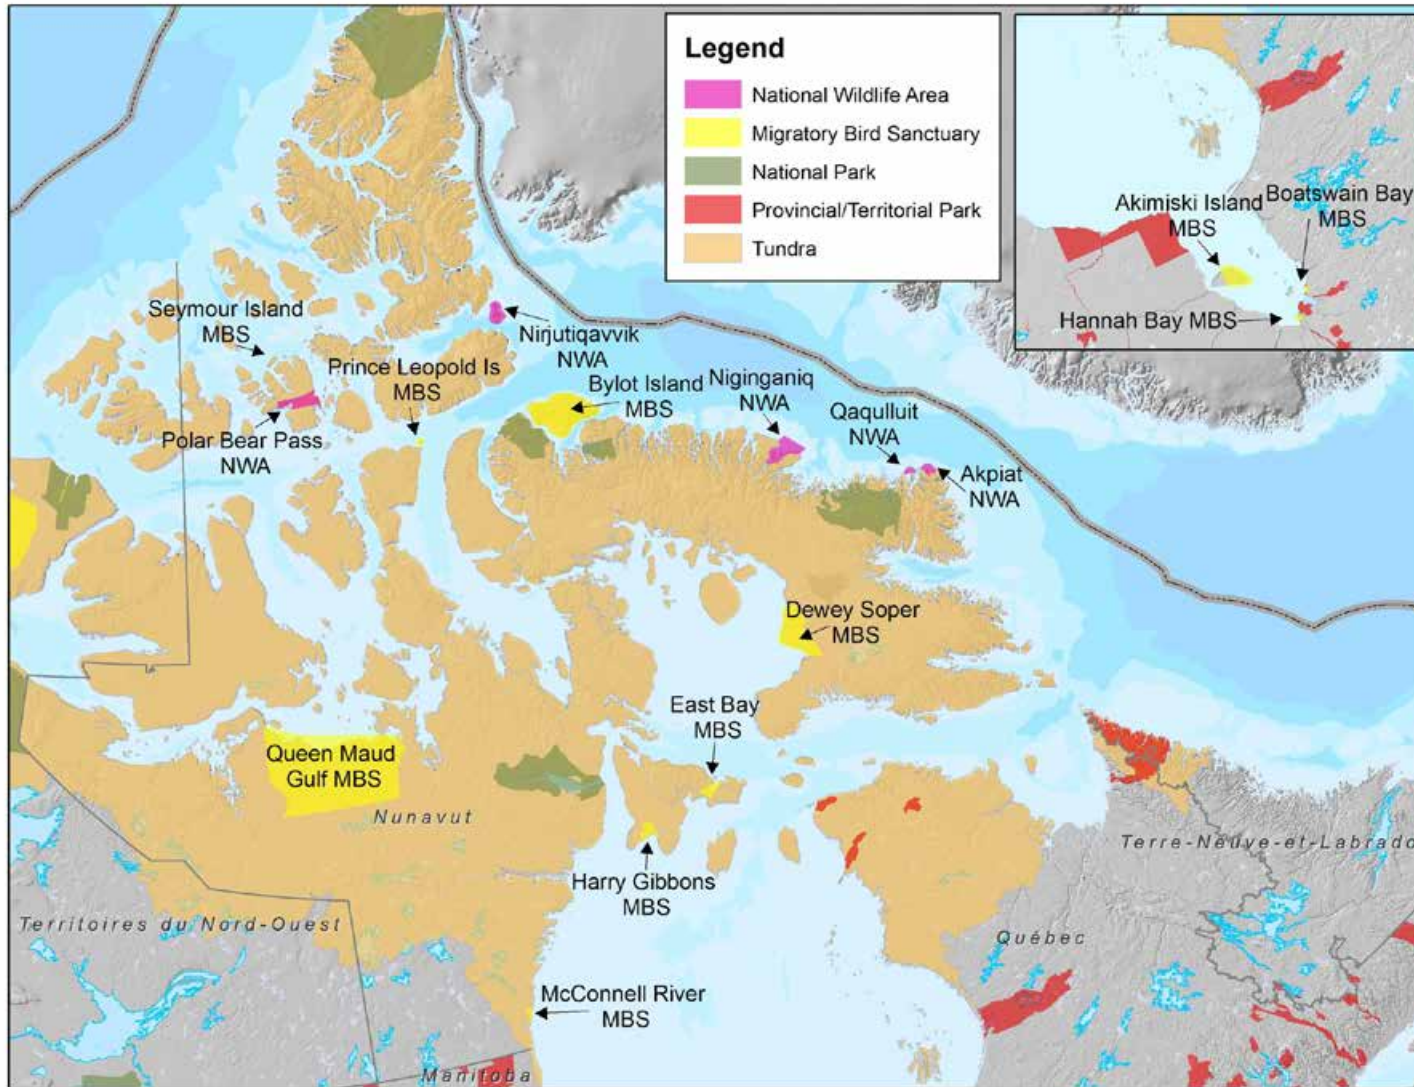 Legend
National Wildlife Area
Migratory Bird Sanctuary
National Park
Provincial/Territorial Park
Tundra
Akimiski Island
MBS
Boatswain Bay
MBS
Hannah Bay MBS
Seymour Island
MBS
Nirjutiqavvik
NWA
Prince Leopold Is
MBS
Bylot Island
MBS
Niginganiq
NWA
Qaqulluit
NWA
Akpiat
NWA
Polar Bear Pass
NWA
Dewey Soper
MBS
East Bay
MBS
Queen Maud
Gulf MBS
Nunavut
Harry Gibbons
MBS
Terre-Neuve-et-Labrado
Territoires du Nord-Ouest
Québec
McConnell River
MBS
Manitoba